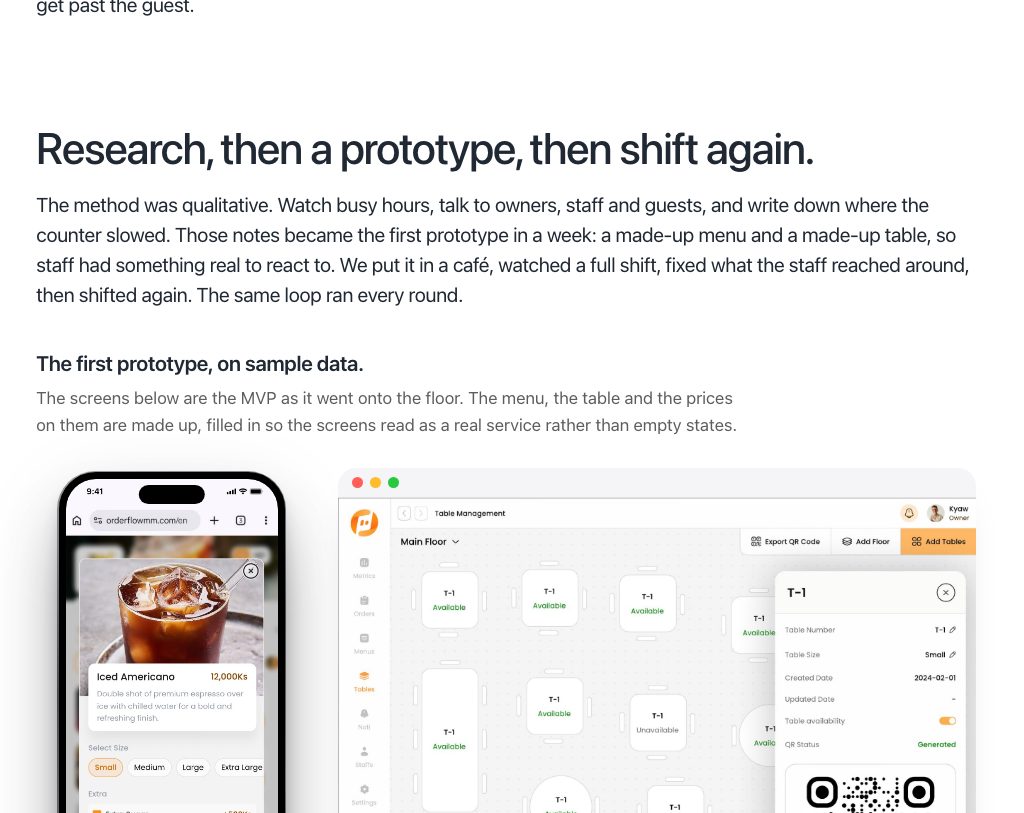 get past the guest.
Research, then a prototype, then shift again.
The method was qualitative. Watch busy hours, talk to owners, staff and guests, and write down where the
counter slowed. Those notes became the first prototype in a week: a made-up menu and a made-up table, so
staff had something real to react to. We put it in a café, watched a full shift, fixed what the staff reached around,
then shifted again. The same loop ran every round.
The first prototype, on sample data.
The screens below are the MVP as it went onto the floor. The menu, the table and the prices
on them are made up, filled in so the screens read as a real service rather than empty states.
9:41
orderflowmm.com/en
Iced Americano 12,000Ks
Double shot of premium espresso over
ice with chilled water for a bold and
refreshing finish.
Select Size
Small Medium Large Extra Large
Extra
Table Management
Kyaw
Owner
Main Floor
Export QR Code Add Floor Add Tables
Metrics
Orders
Menus
Tables
Noti
Staffs
Settings
T-1
Available
T-1
Available
T-1
Available
T-1
Available
T-1
Available
T-1
Available
T-1
Unavailable
T-1
T-1
T-1
T-1
Table Number T-1
Table Size Small
Created Date 2024-02-01
Updated Date -
Table availability
QR Status Generated